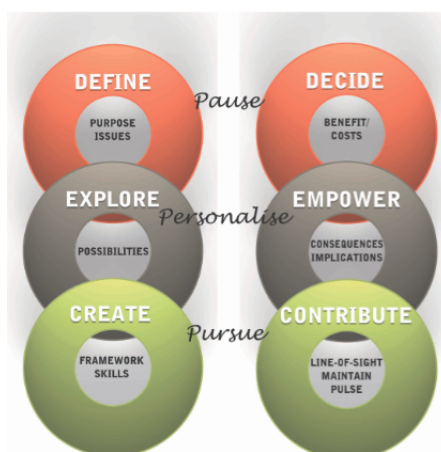 DEFINE
PURPOSE
ISSUES
Pause
DECIDE
BENEFIT/
COSTS
EXPLORE
POSSIBILITIES
Personalise
EMPOWER
CONSEQUENCES
IMPLICATIONS
CREATE
FRAMEWORK
SKILLS
Pursue
CONTRIBUTE
LINE-OF-SIGHT
MAINTAIN
PULSE